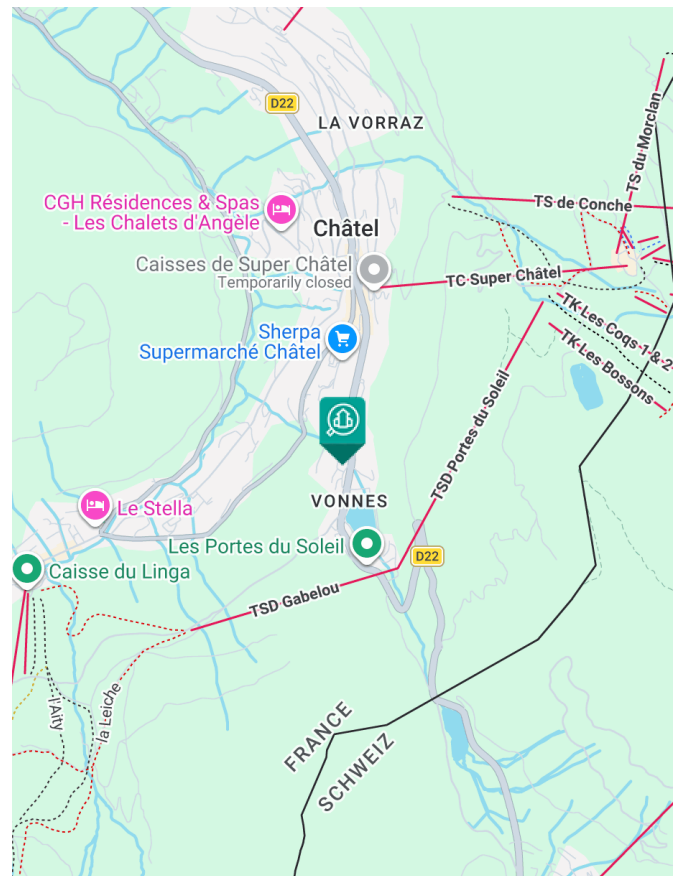 D22
LA VORRAZ
TS du Morclan
CGH Résidences & Spas
- Les Chalets d'Angèle
TS de Conche
Châtel
Caisses de Super Châtel
Temporarily closed
TC Super Châtel
TK Les Coqs 1 & 2
Sherpa
Supermarché Châtel
TK Les Bossons
TSD Portes du Soleil
VONNES
Le Stella
Les Portes du Soleil
D22
Caisse du Linga
TSD Gabelou
l'Aity
la Leiche
FRANCE
SCHWEIZ